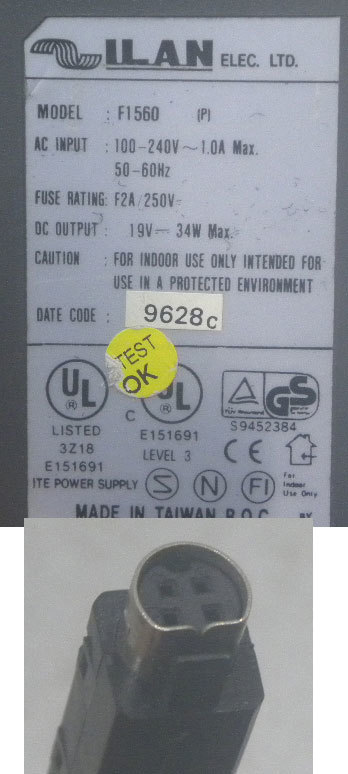 ILAN ELEC. LTD.
MODEL : F1560 (P)
AC INPUT : 100-240V~1.0A Max.
50-60Hz
FUSE RATING: F2A/250V
DC OUTPUT : 19V⎓ 34W Max.
CAUTION : FOR INDOOR USE ONLY INTENDED FOR
USE IN A PROTECTED ENVIRONMENT
DATE CODE : 9628c
TEST
OK
UL
®
LISTED
3Z18
E151691
ITE POWER SUPPLY
C UL
®
E151691
LEVEL 3
TÜV GS
S9452384
CE
S N FI
For
Indoor
Use Only
MADE IN TAIWAN R.O.C. BY